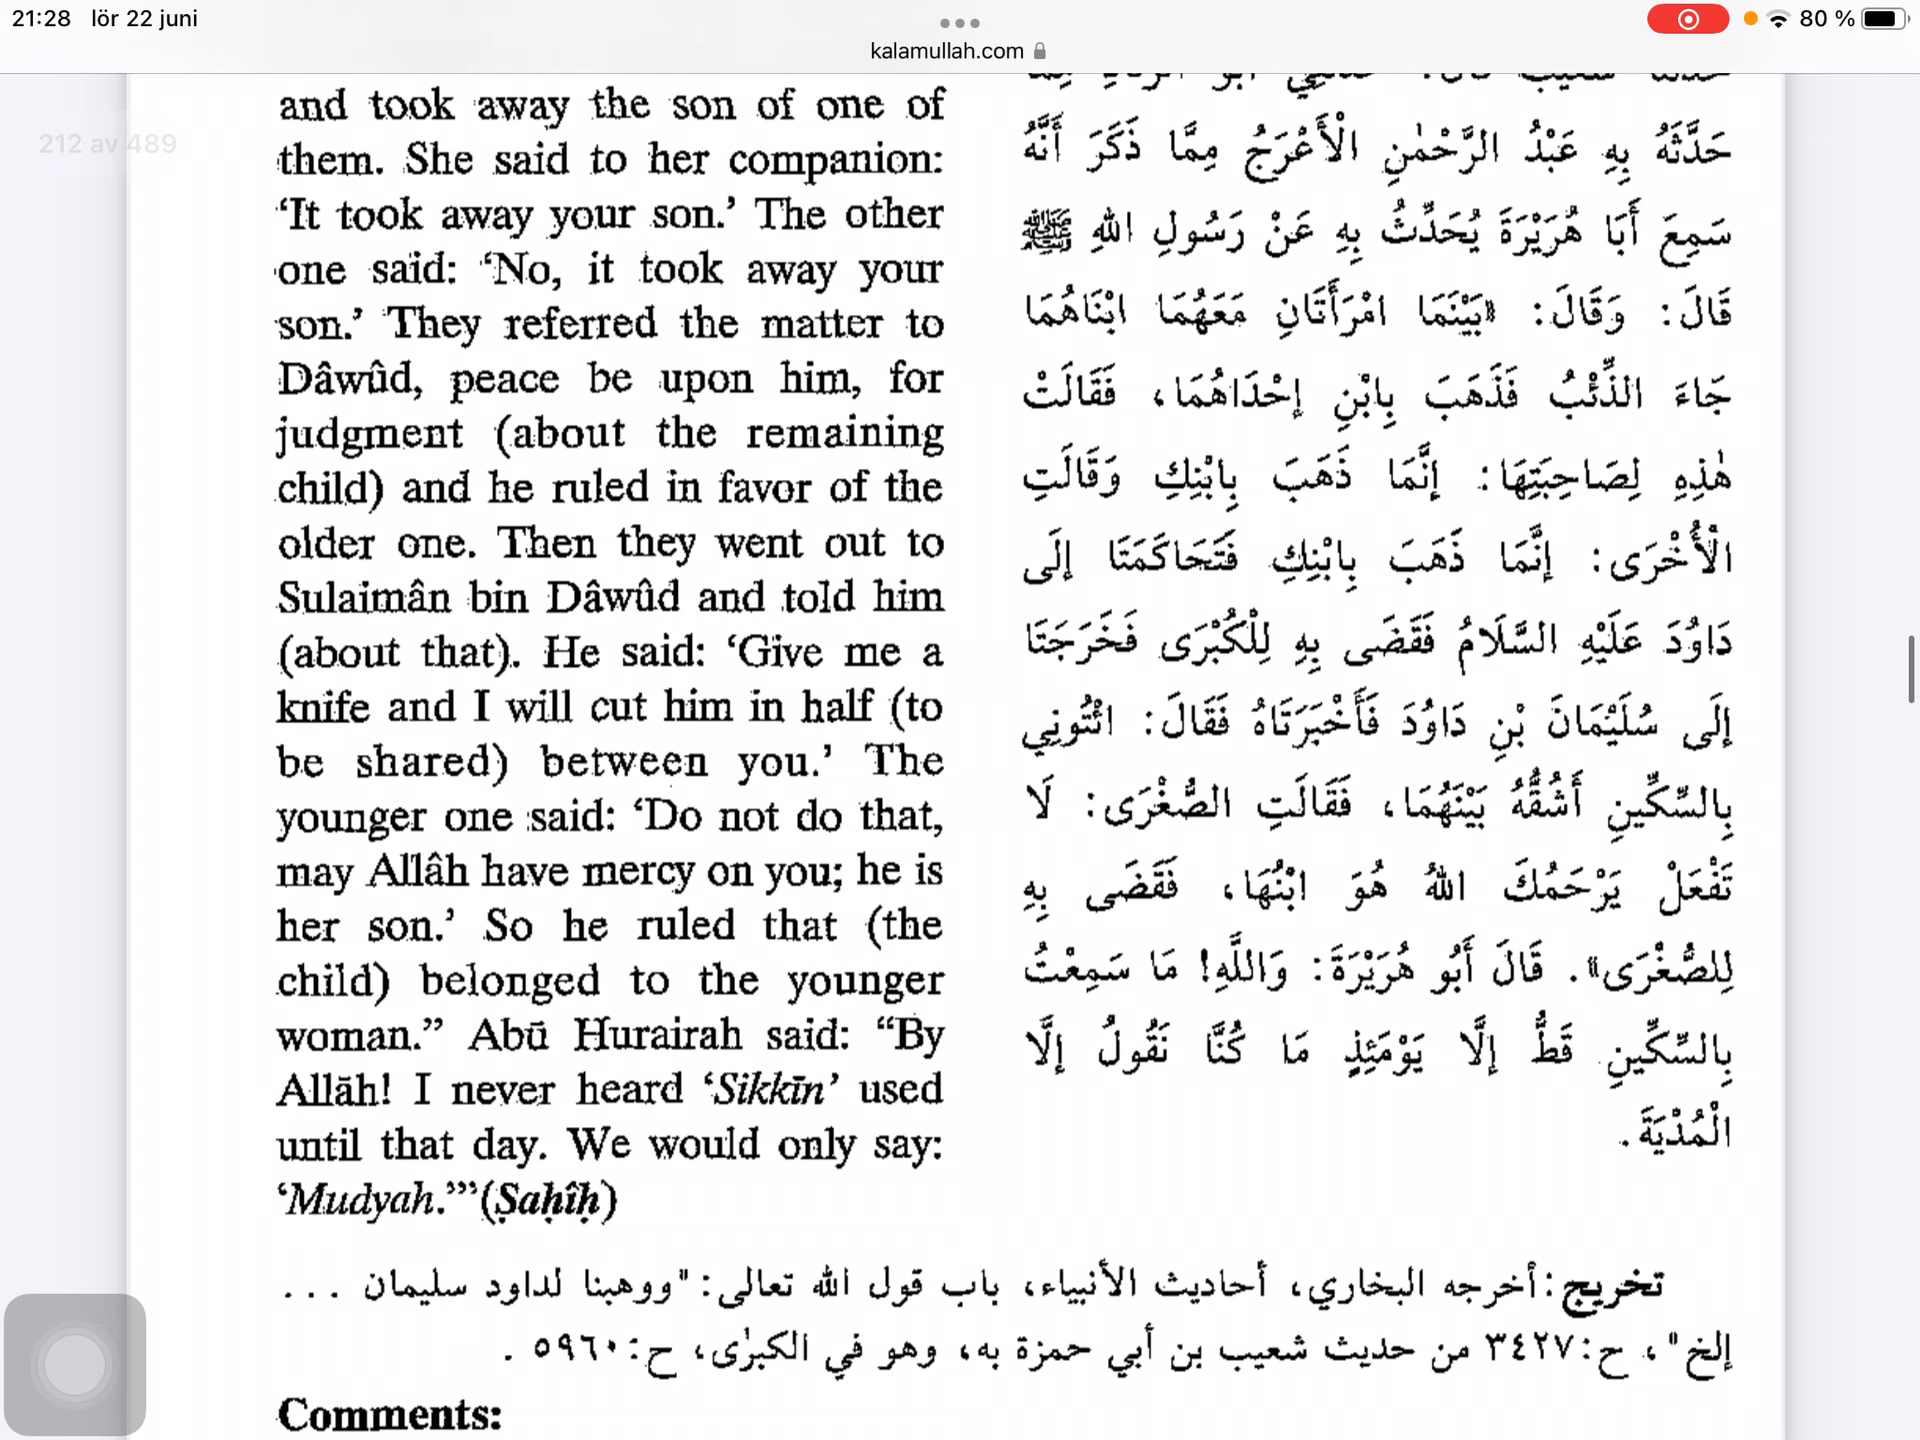 21:28 lör 22 juni
80 %
kalamullah.com
212 av 489
and took away the son of one of
them. She said to her companion:
‘It took away your son.’ The other
one said: ‘No, it took away your
son.’ They referred the matter to
Dâwûd, peace be upon him, for
judgment (about the remaining
child) and he ruled in favor of the
older one. Then they went out to
Sulaimân bin Dâwûd and told him
(about that). He said: ‘Give me a
knife and I will cut him in half (to
be shared) between you.’ The
younger one said: ‘Do not do that,
may Allâh have mercy on you; he is
her son.’ So he ruled that (the
child) belonged to the younger
woman.” Abū Hurairah said: “By
Allāh! I never heard ‘Sikkīn’ used
until that day. We would only say:
‘Mudyah.’”(Ṣaḥîḥ)
حَدَّثَهُ بِهِ عَبْدُ الرَّحْمٰنِ الْأَعْرَجُ مِمَّا ذَكَرَ أَنَّهُ
سَمِعَ أَبَا هُرَيْرَةَ يُحَدِّثُ بِهِ عَنْ رَسُولِ اللهِ ﷺ
قَالَ: وَقَالَ: «بَيْنَمَا امْرَأَتَانِ مَعَهُمَا ابْنَاهُمَا
جَاءَ الذِّئْبُ فَذَهَبَ بِابْنِ إِحْدَاهُمَا، فَقَالَتْ
هٰذِهِ لِصَاحِبَتِهَا: إِنَّمَا ذَهَبَ بِابْنِكِ وَقَالَتِ
الْأُخْرَى: إِنَّمَا ذَهَبَ بِابْنِكِ فَتَحَاكَمَتَا إِلَى
دَاوُدَ عَلَيْهِ السَّلَامُ فَقَضَى بِهِ لِلْكُبْرَى فَخَرَجَتَا
إِلَى سُلَيْمَانَ بْنِ دَاوُدَ فَأَخْبَرَتَاهُ فَقَالَ: ائْتُونِي
بِالسِّكِّينِ أَشُقُّهُ بَيْنَهُمَا، فَقَالَتِ الصُّغْرَى: لَا
تَفْعَلْ يَرْحَمُكَ اللهُ هُوَ ابْنُهَا، فَقَضَى بِهِ
لِلصُّغْرَى». قَالَ أَبُو هُرَيْرَةَ: وَاللَّهِ! مَا سَمِعْتُ
بِالسِّكِّينِ قَطُّ إِلَّا يَوْمَئِذٍ مَا كُنَّا نَقُولُ إِلَّا
الْمُدْيَةَ.
تخريج: أخرجه البخاري، أحاديث الأنبياء، باب قول الله تعالى: "ووهبنا لداود سليمان ...
إلخ"، ح: ٣٤٢٧ من حديث شعيب بن أبي حمزة به، وهو في الكبرٰى، ح: ٥٩٦٠ .
Comments: